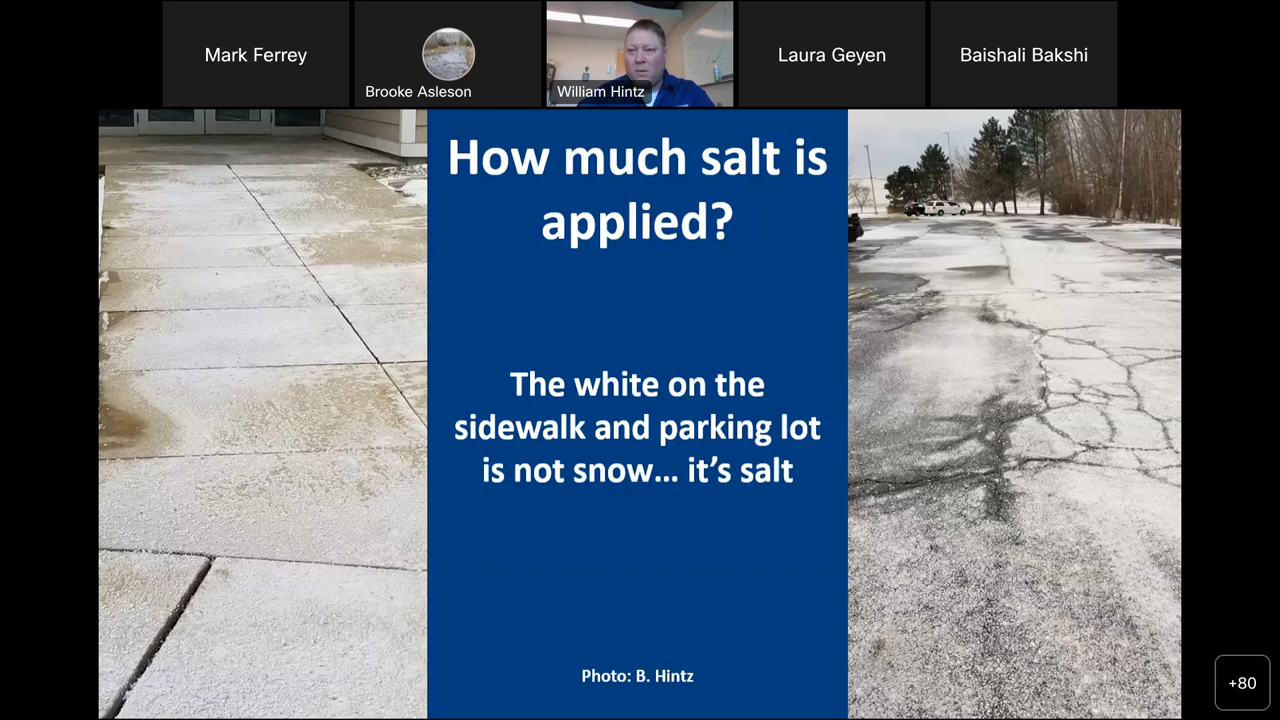 Mark Ferrey
Brooke Asleson
William Hintz
Laura Geyen
Baishali Bakshi
How much salt is
applied?
The white on the
sidewalk and parking lot
is not snow... it's salt
Photo: B. Hintz
+80